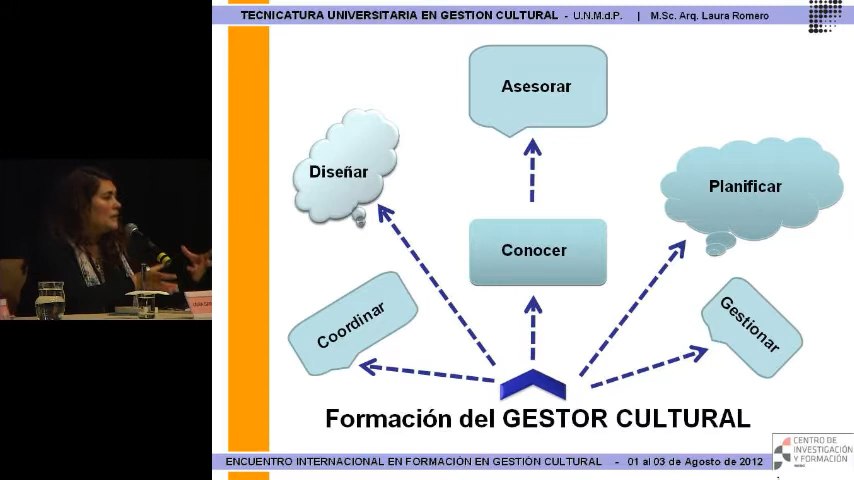 TECNICATURA UNIVERSITARIA EN GESTION CULTURAL - U.N.M.d.P. | M.Sc. Arq. Laura Romero
Asesorar
Diseñar
Planificar
Conocer
Coordinar
Gestionar
Formación del GESTOR CULTURAL
ENCUENTRO INTERNACIONAL EN FORMACIÓN EN GESTIÓN CULTURAL - 01 al 03 de Agosto de 2012
CENTRO DE
INVESTIGACIÓN
Y FORMACIÓN